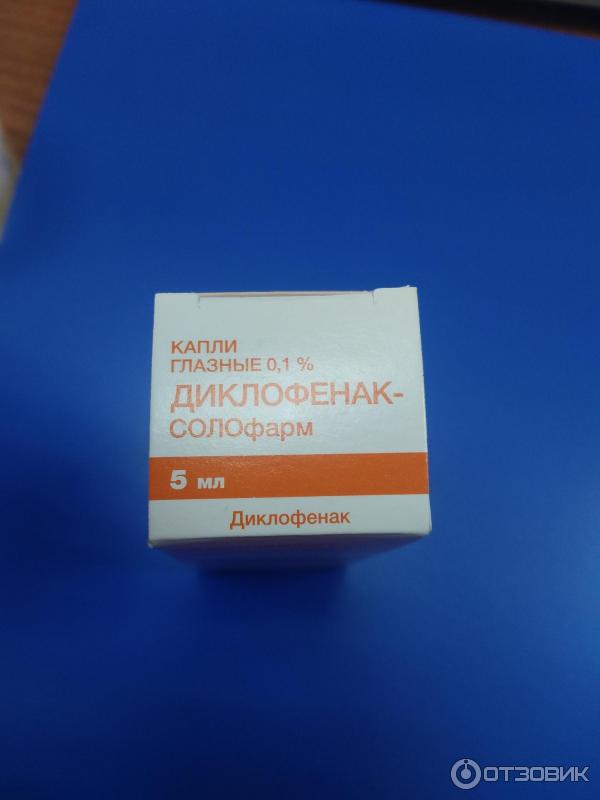 КАПЛИ
ГЛАЗНЫЕ 0,1 %
ДИКЛОФЕНАК-
СОЛОфарм
5 мл
Диклофенак
ОТЗОВИК